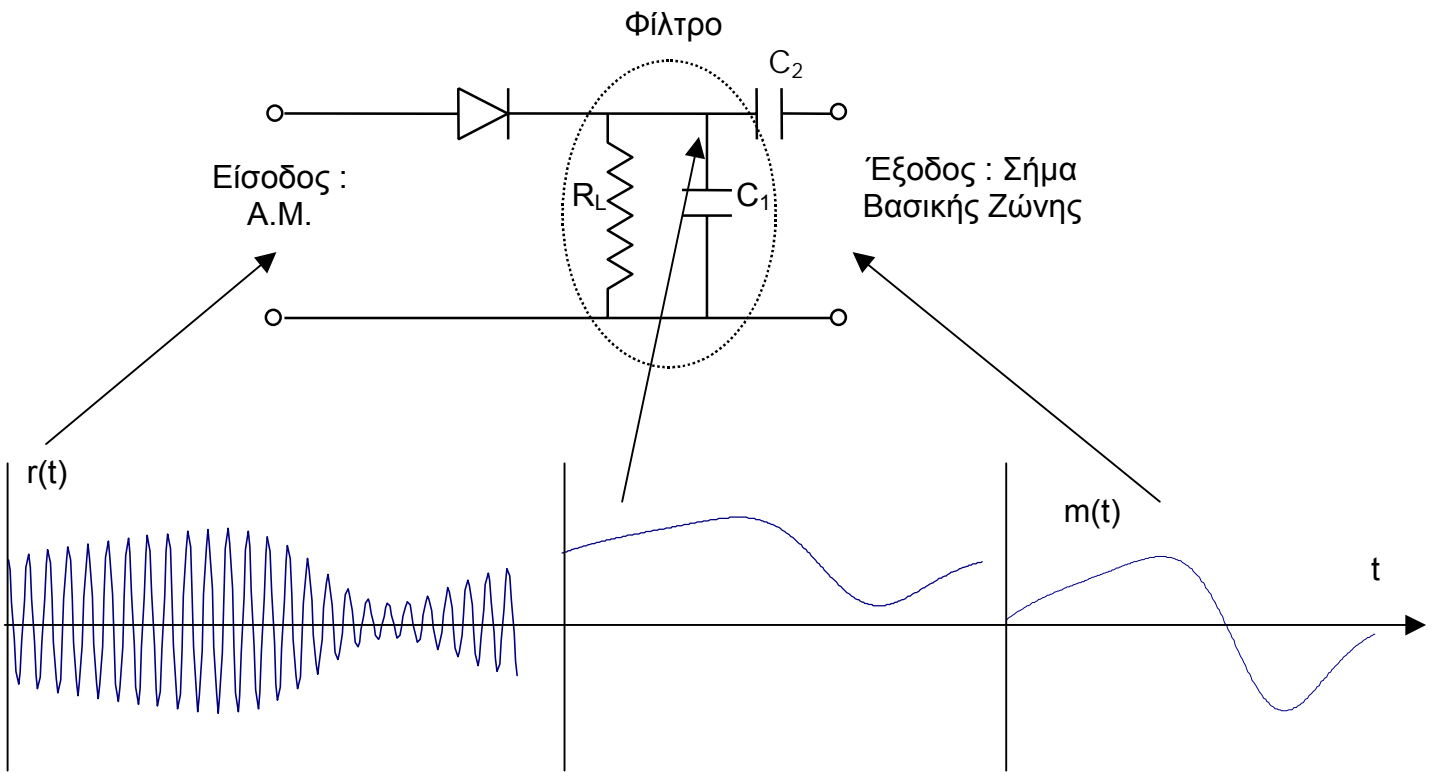 Φίλτρο
C2
Είσοδος :
Α.Μ.
RL
C1
Έξοδος : Σήμα
Βασικής Ζώνης
r(t)
m(t)
t